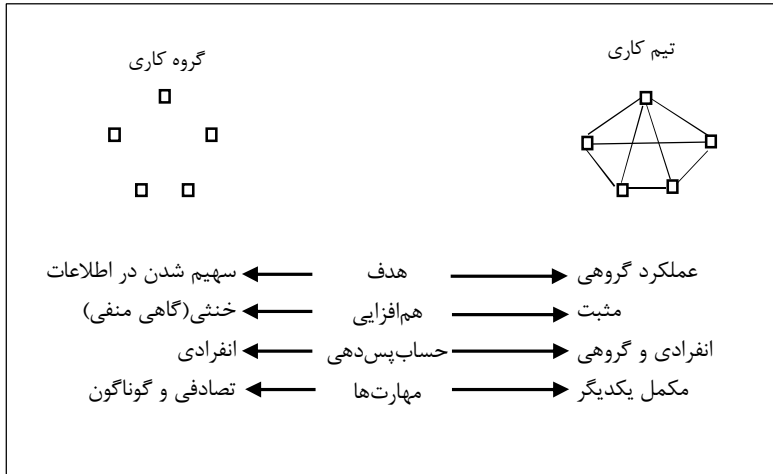 تیم کاری
گروه کاری
عملکرد گروهی هدف سهیم شدن در اطلاعات
مثبت هم‌افزایی خنثی(گاهی منفی)
انفرادی و گروهی حساب‌پس‌دهی انفرادی
مکمل یکدیگر مهارت‌ها تصادفی و گوناگون